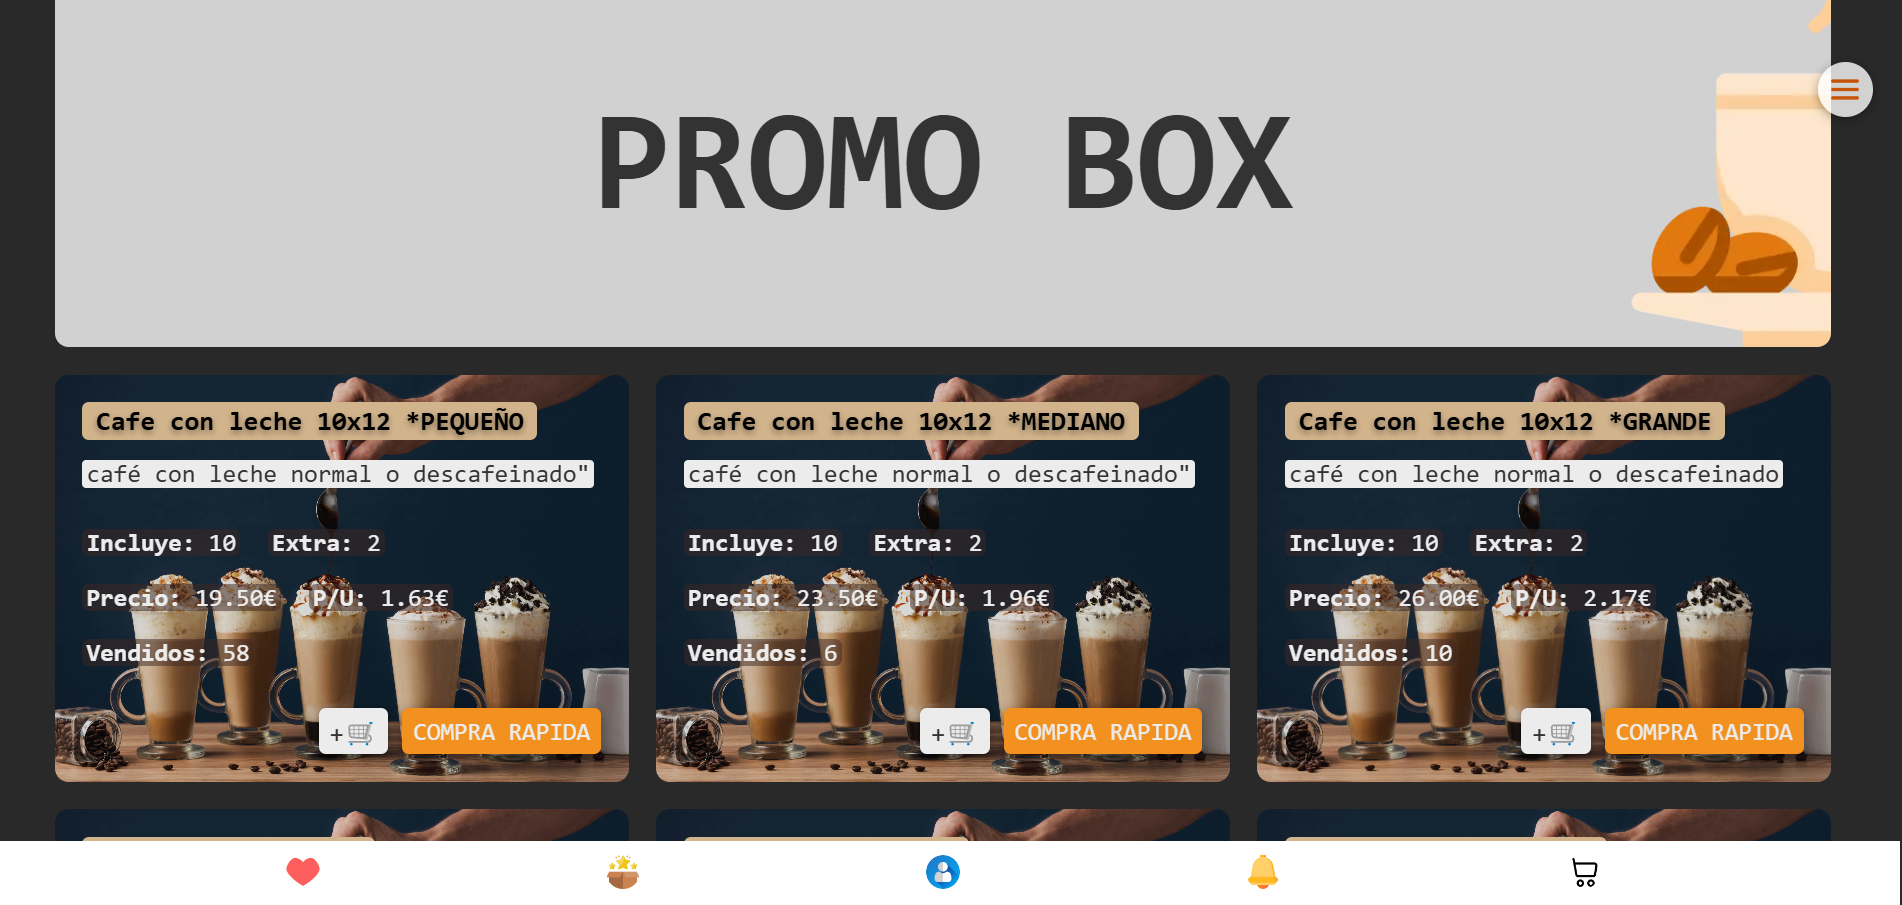 PROMO BOX
Cafe con leche 10x12 *PEQUEÑO
café con leche normal o descafeinado"
Incluye: 10 Extra: 2
Precio: 19.50€ P/U: 1.63€
Vendidos: 58
+ COMPRA RAPIDA
Cafe con leche 10x12 *MEDIANO
café con leche normal o descafeinado"
Incluye: 10 Extra: 2
Precio: 23.50€ P/U: 1.96€
Vendidos: 6
+ COMPRA RAPIDA
Cafe con leche 10x12 *GRANDE
café con leche normal o descafeinado
Incluye: 10 Extra: 2
Precio: 26.00€ P/U: 2.17€
Vendidos: 10
+ COMPRA RAPIDA